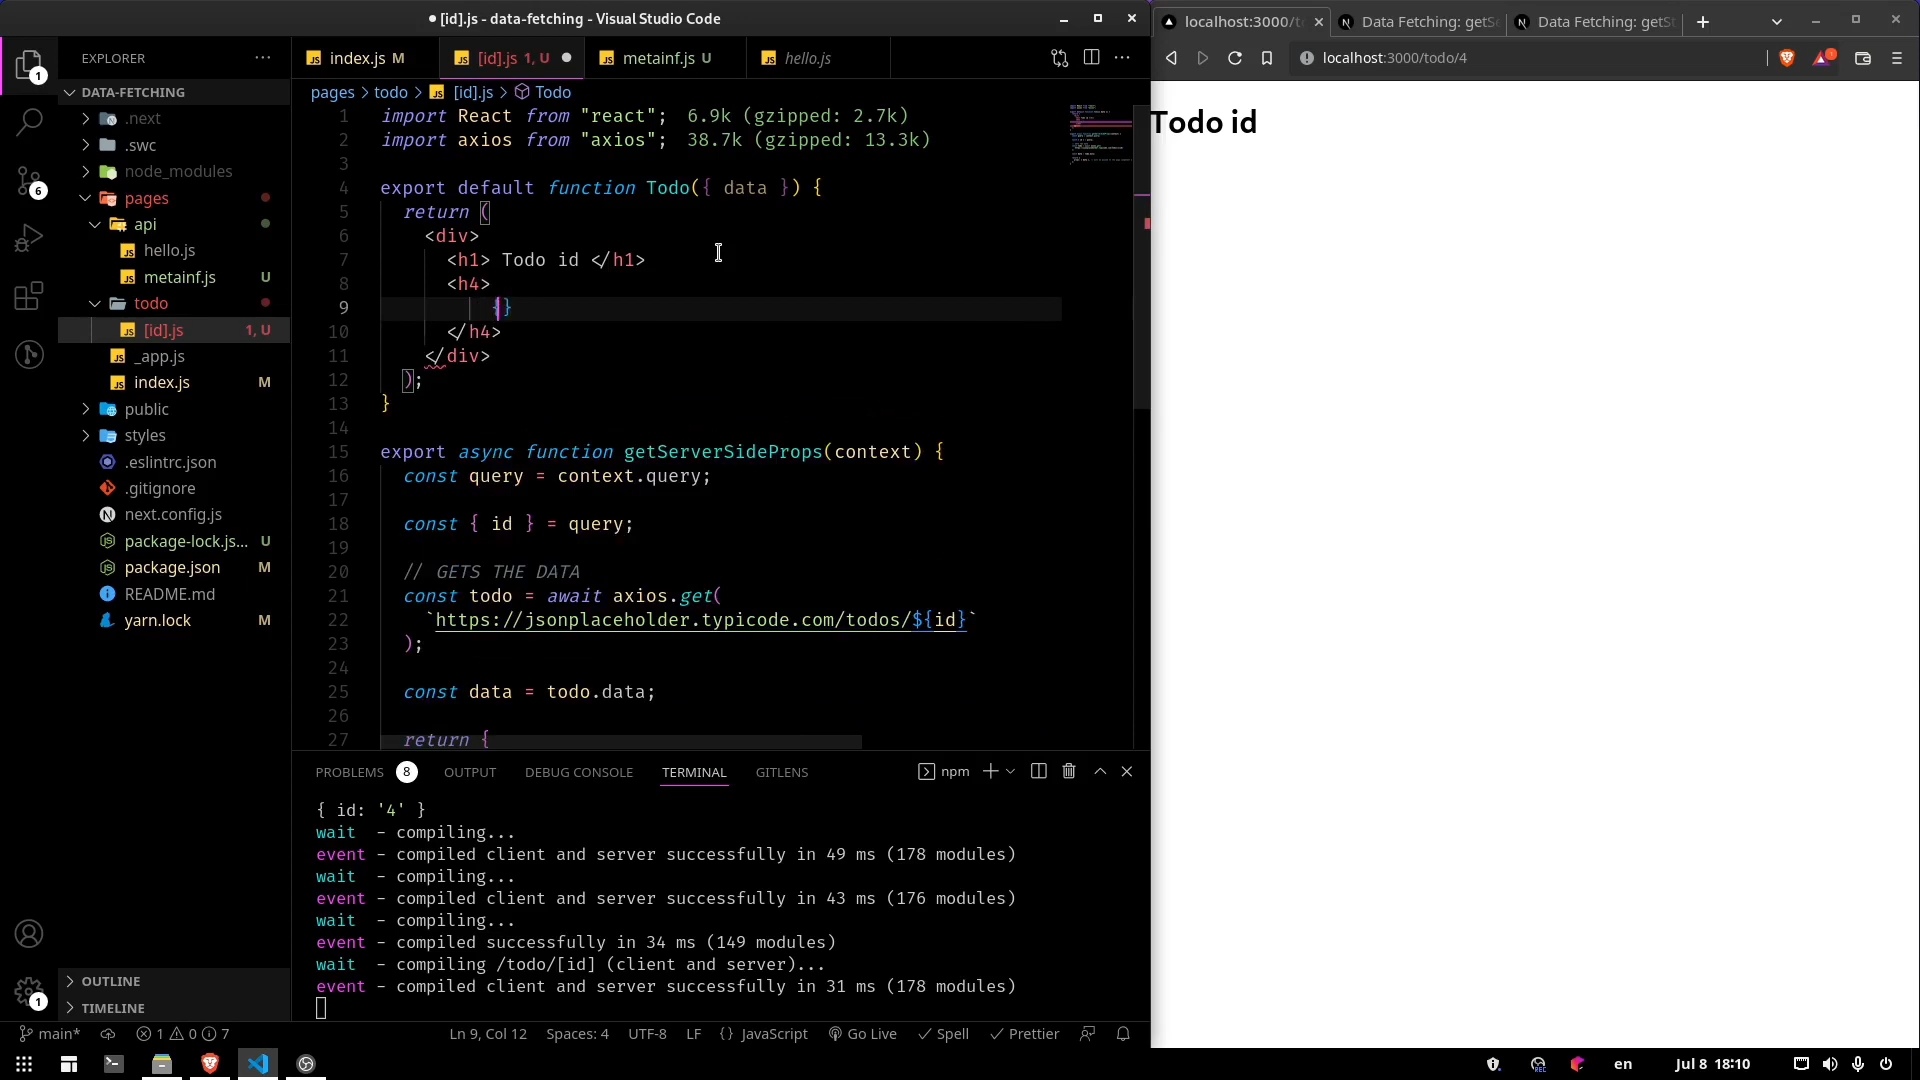 [id].js - data-fetching - Visual Studio Code
EXPLORER
DATA-FETCHING
.next
.swc
node_modules
pages
api
hello.js
metainf.js U
todo
[id].js 1, U
_app.js
index.js M
public
styles
.eslintrc.json
.gitignore
next.config.js
package-lock.js... U
package.json M
README.md
yarn.lock M
OUTLINE
TIMELINE
index.js M
[id].js 1, U
metainf.js U
hello.js
pages > todo > [id].js > Todo
1 import React from "react"; 6.9k (gzipped: 2.7k)
2 import axios from "axios"; 38.7k (gzipped: 13.3k)
3
4 export default function Todo({ data }) {
5 return (
6 <div>
7 <h1> Todo id </h1>
8 <h4>
9 {}
10 </h4>
11 </div>
12 );
13 }
14
15 export async function getServerSideProps(context) {
16 const query = context.query;
17
18 const { id } = query;
19
20 // GETS THE DATA
21 const todo = await axios.get(
22 `https://jsonplaceholder.typicode.com/todos/${id}`
23 );
24
25 const data = todo.data;
26
27 return {
PROBLEMS 8 OUTPUT DEBUG CONSOLE TERMINAL GITLENS
npm
{ id: '4' }
wait - compiling...
event - compiled client and server successfully in 49 ms (178 modules)
wait - compiling...
event - compiled client and server successfully in 43 ms (176 modules)
wait - compiling...
event - compiled successfully in 34 ms (149 modules)
wait - compiling /todo/[id] (client and server)...
event - compiled client and server successfully in 31 ms (178 modules)
1
6
1
main* 1 0 7
Ln 9, Col 12 Spaces: 4 UTF-8 LF {} JavaScript Go Live Spell Prettier
localhost:3000/t
Data Fetching: getS
Data Fetching: getSt
localhost:3000/todo/4
1
Todo id
en
Jul 8 18:10